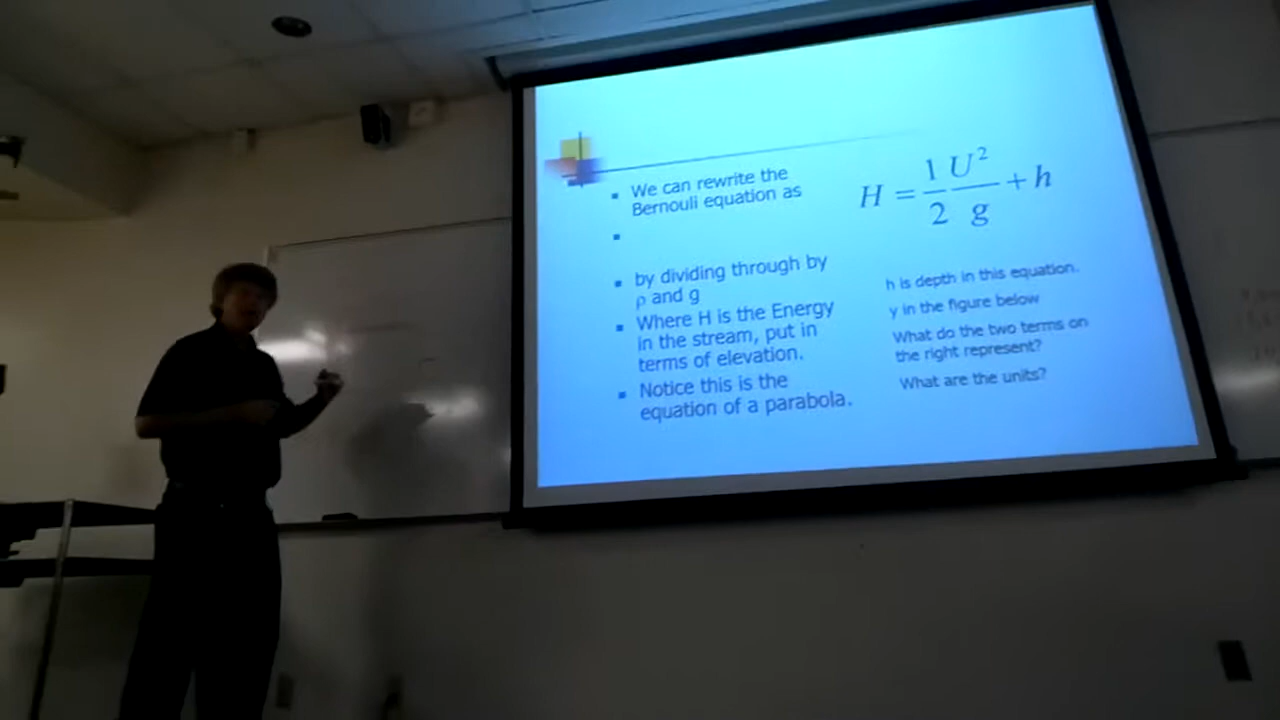 We can rewrite the
Bernouli equation as
H = 1/2 U²/g + h
by dividing through by
ρ and g
Where H is the Energy
in the stream, put in
terms of elevation.
Notice this is the
equation of a parabola.
h is depth in this equation.
y in the figure below
What do the two terms on
the right represent?
What are the units?